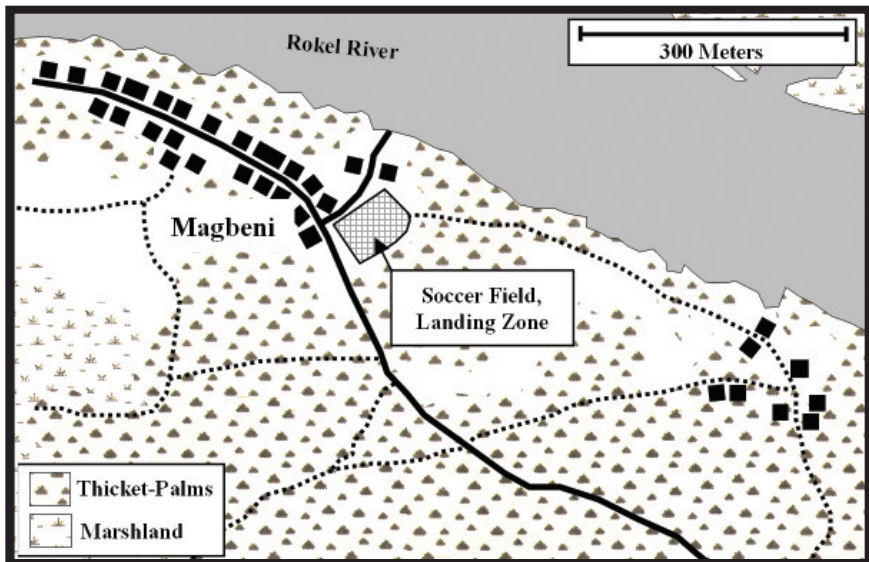 Rokel River
300 Meters
Magbeni
Soccer Field,
Landing Zone
Thicket-Palms
Marshland